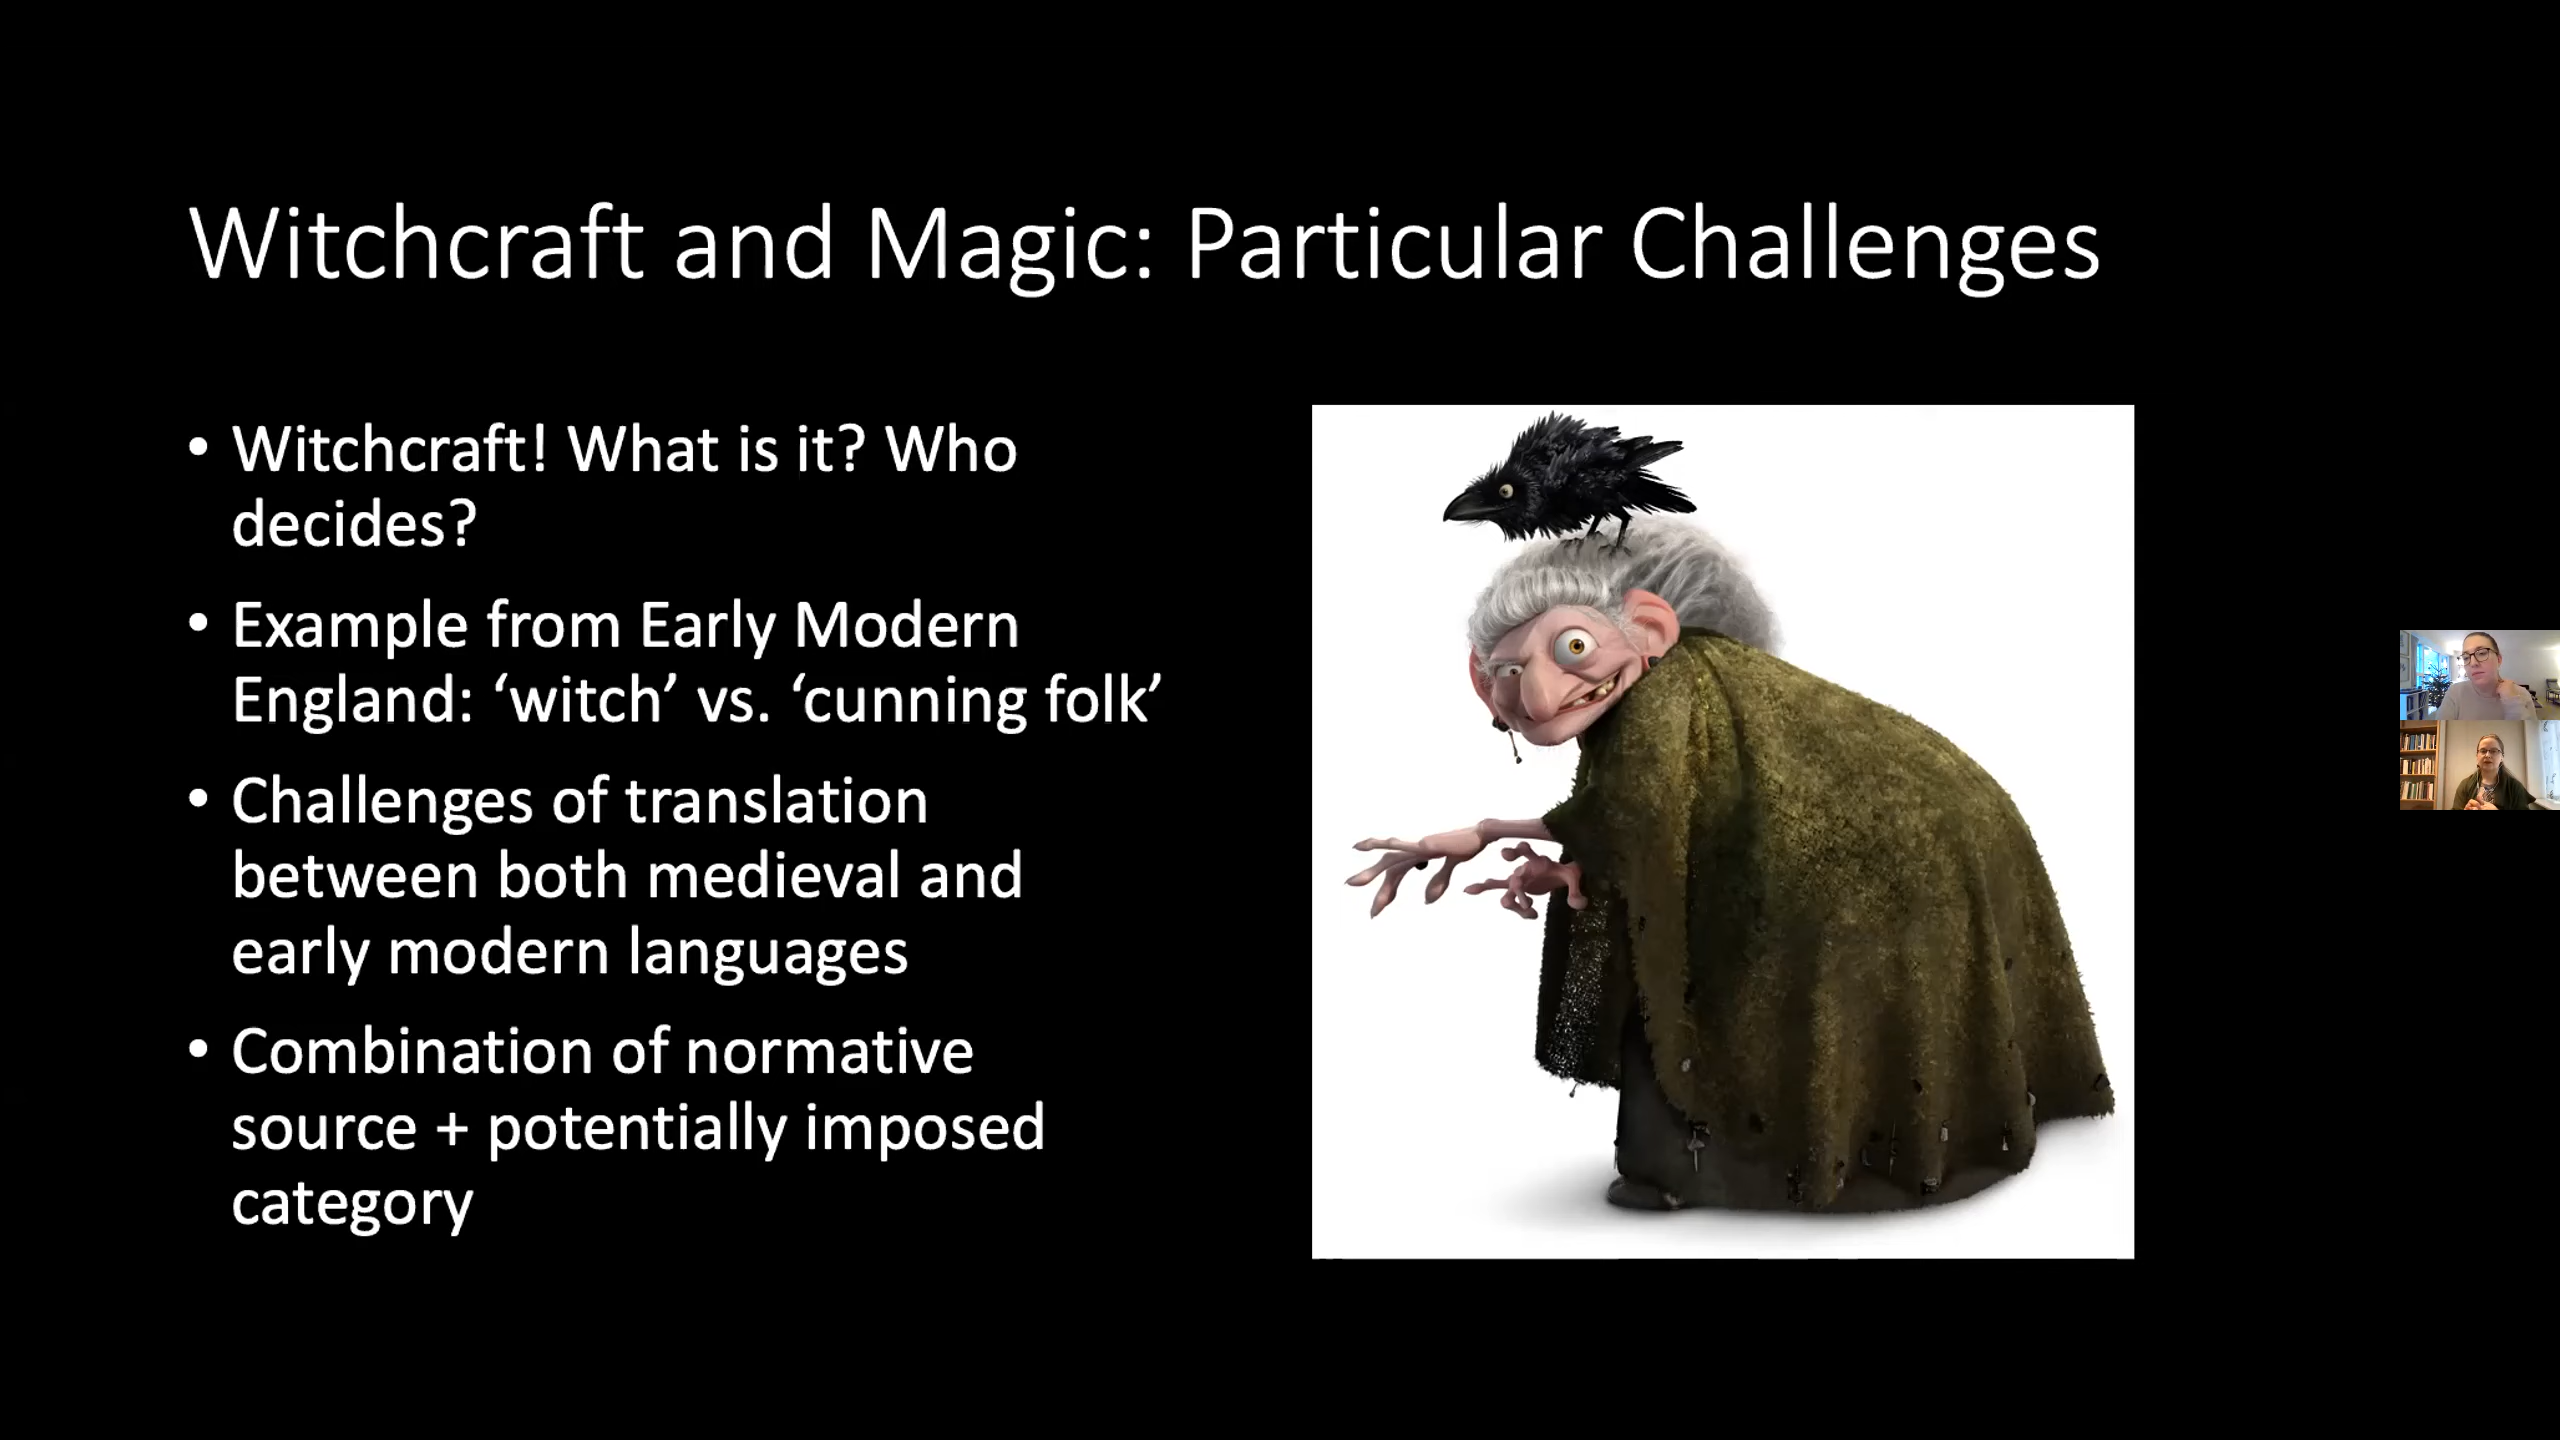 Witchcraft and Magic: Particular Challenges
• Witchcraft! What is it? Who
decides?
• Example from Early Modern
England: ‘witch’ vs. ‘cunning folk’
• Challenges of translation
between both medieval and
early modern languages
• Combination of normative
source + potentially imposed
category